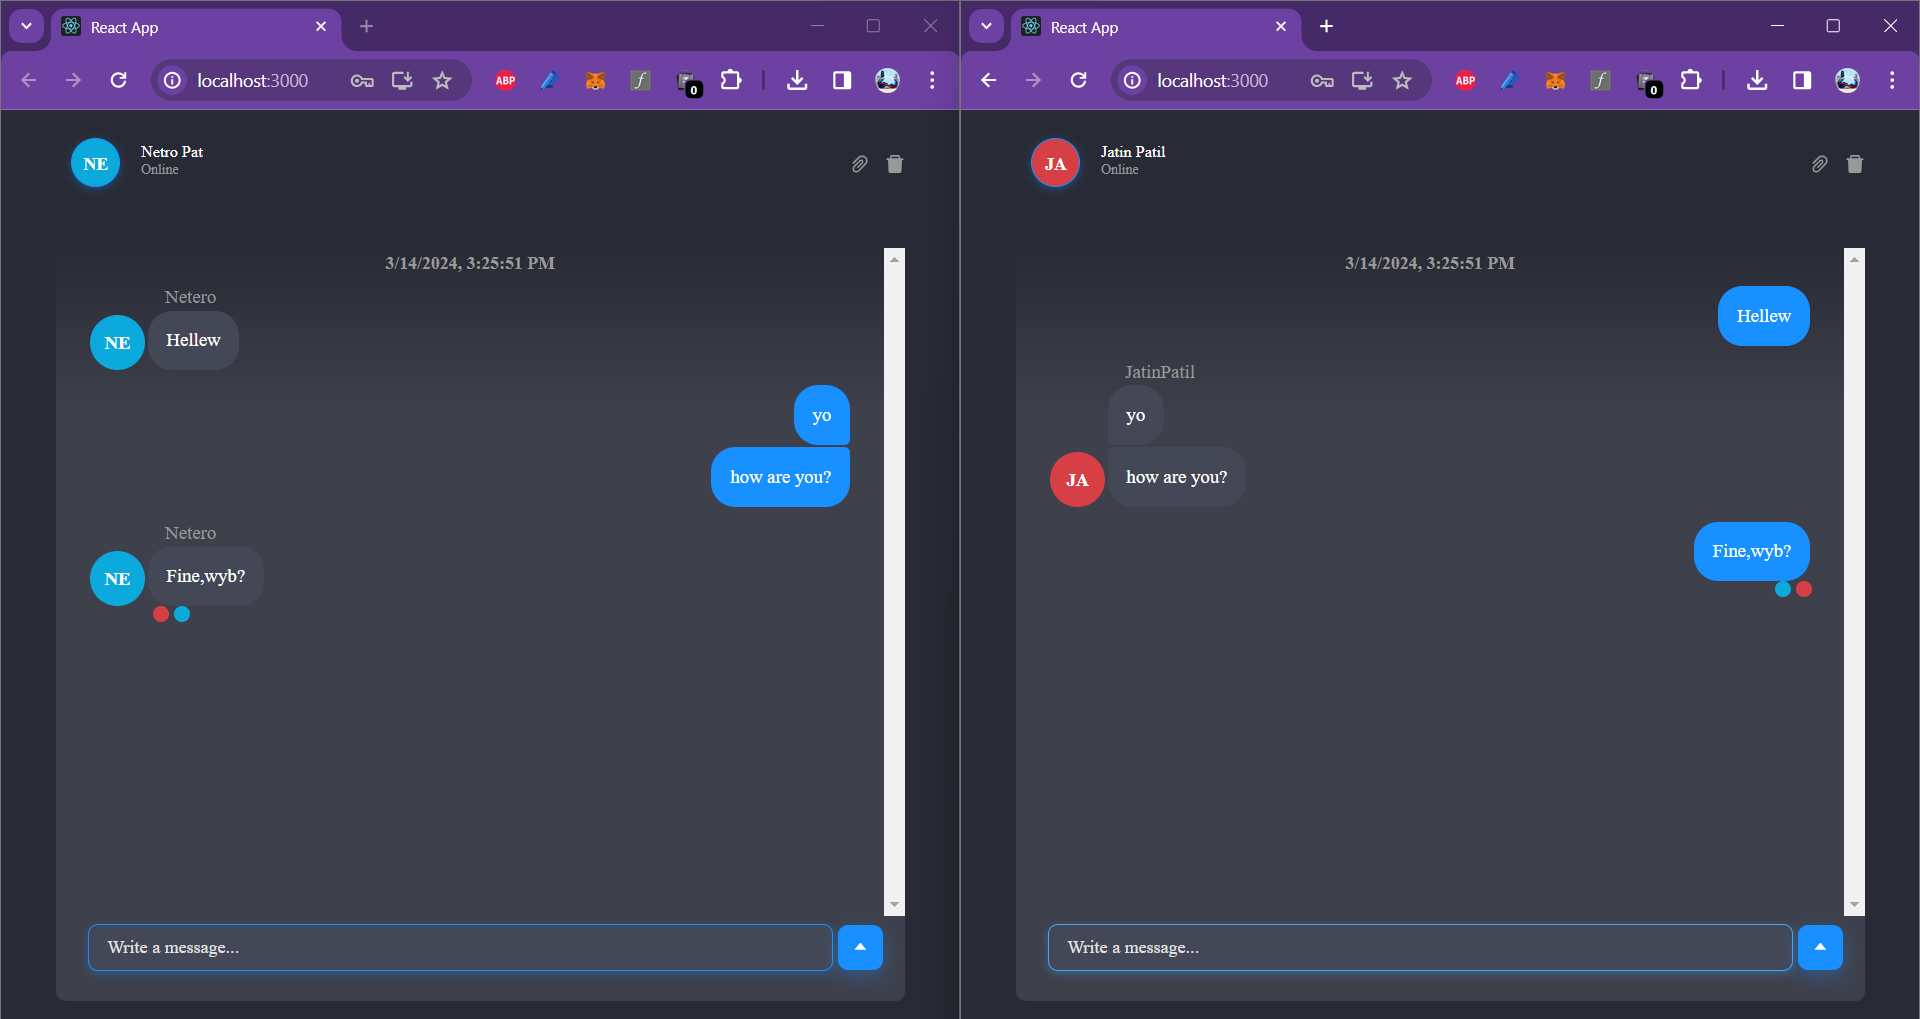 React App
localhost:3000
ABP
f
0
NE
Netro Pat
Online
3/14/2024, 3:25:51 PM
Netero
NE
Hellew
yo
how are you?
Netero
NE
Fine,wyb?
Write a message...
React App
localhost:3000
ABP
f
0
JA
Jatin Patil
Online
3/14/2024, 3:25:51 PM
Hellew
JatinPatil
yo
JA
how are you?
Fine,wyb?
Write a message...